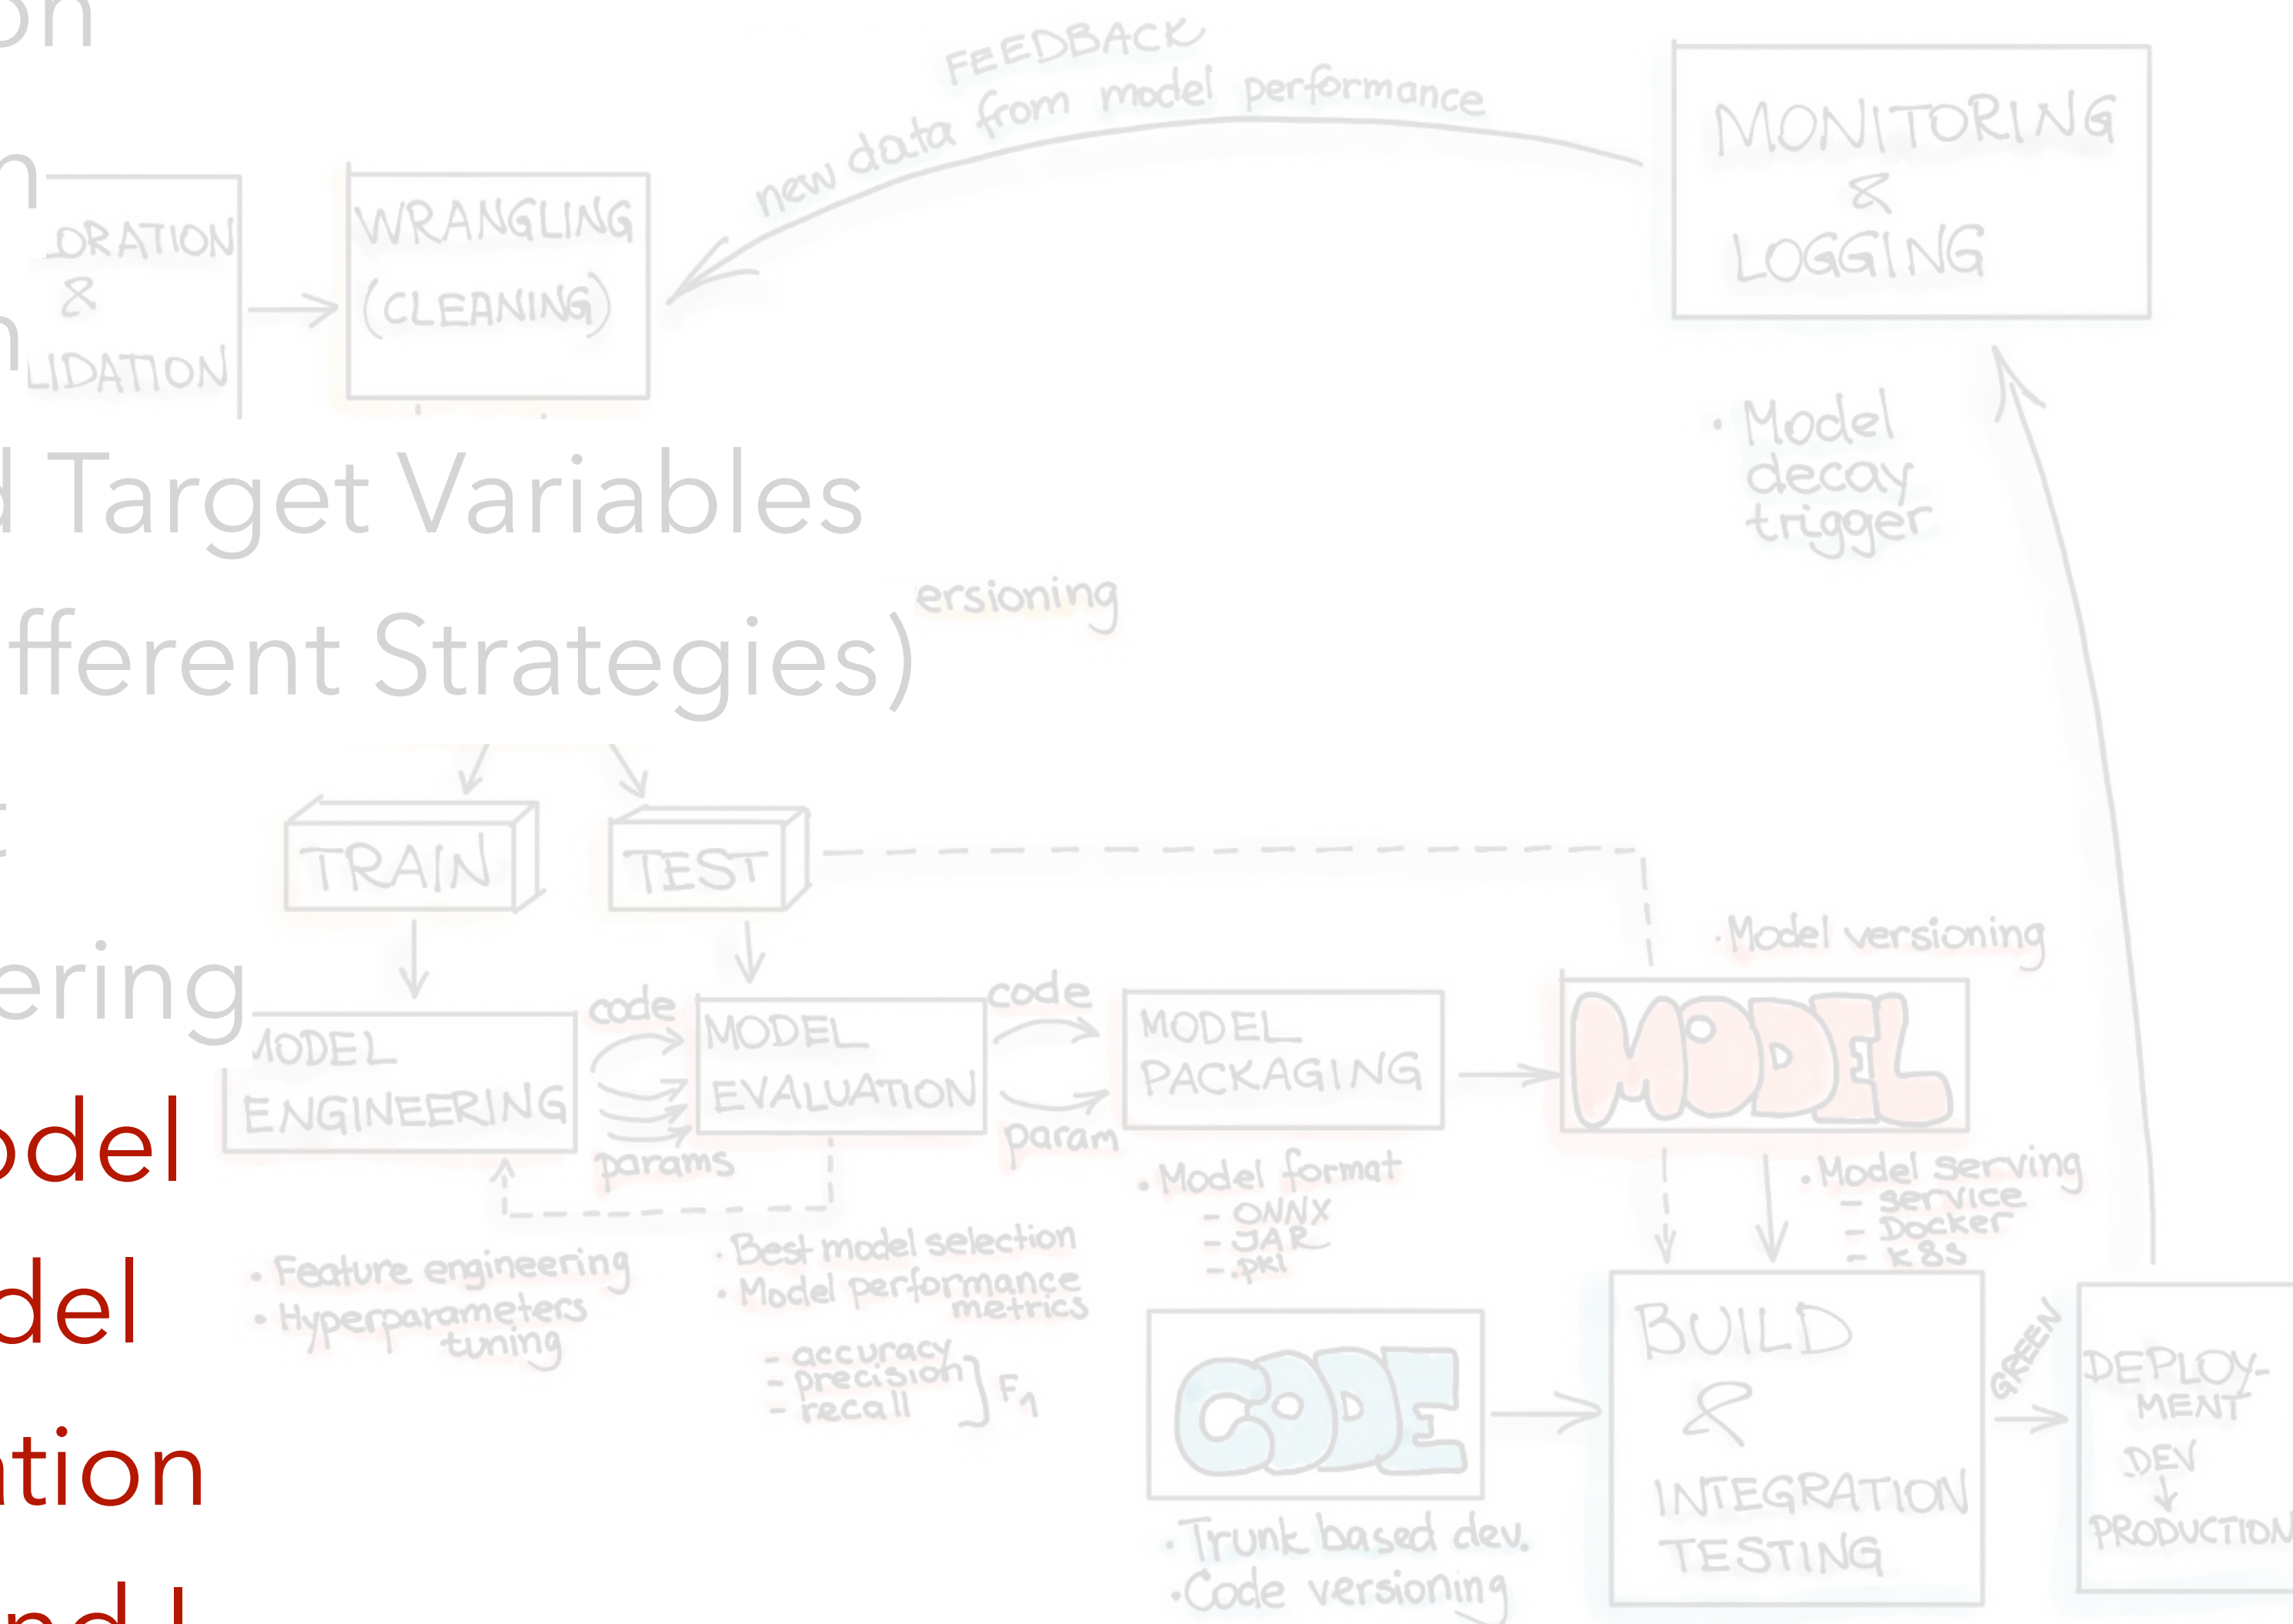 on
n
FEEDBACK
new data from model performance
MONITORING
&
LOGGING
ORATION
&
LIDATION
WRANGLING
(CLEANING)
n
· Model
decay
trigger
d Target Variables
ersioning
fferent Strategies)
t
TRAIN
TEST
ering
· Model versioning
MODEL
ENGINEERING
code
params
MODEL
EVALUATION
code
param
MODEL
PACKAGING
MODEL
odel
· Feature engineering
· Hyperparameters
tuning
· Best model selection
· Model performance
metrics
- accuracy
- precision
- recall
F1
· Model format
- ONNX
- JAR
- .pkl
· Model serving
- service
- Docker
- K8S
del
CODE
BUILD
&
INTEGRATION
TESTING
GREEN
DEPLOY-
MENT
DEV
PRODUCTION
ation
· Trunk based dev.
· Code versioning